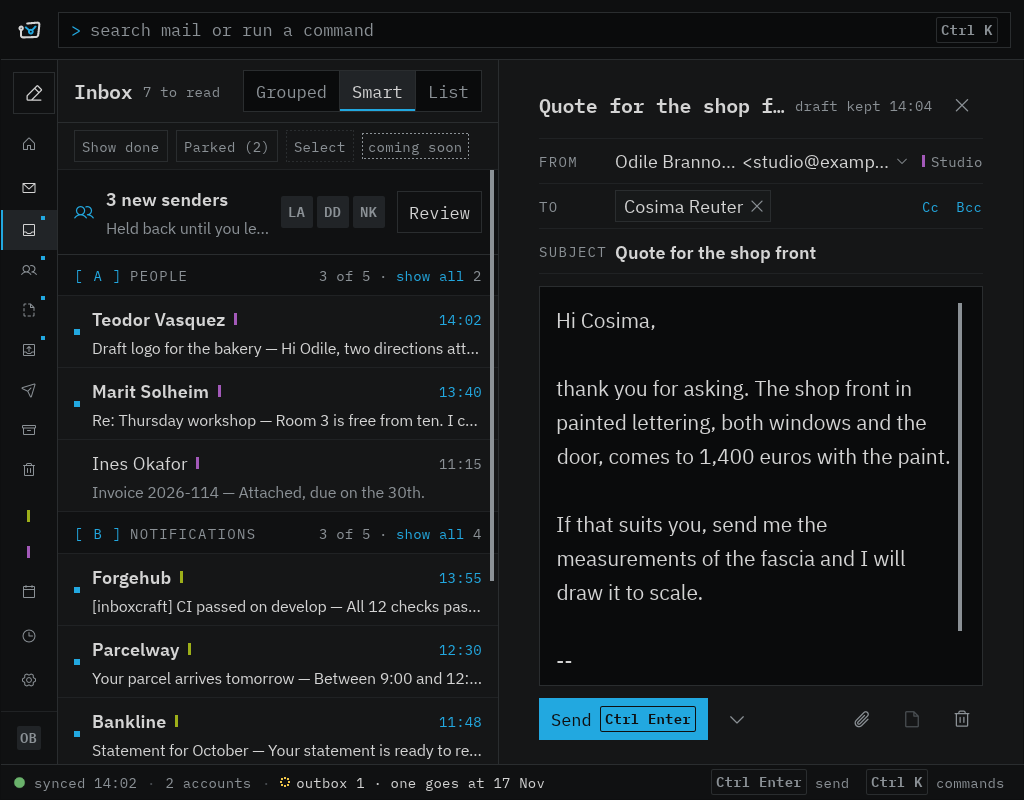 > search mail or run a command Ctrl K
Inbox 7 to read Grouped Smart List
Show done Parked (2) Select coming soon
3 new senders
Held back until you le… LA DD NK Review
[ A ] PEOPLE 3 of 5 · show all 2
Teodor Vasquez 14:02
Draft logo for the bakery — Hi Odile, two directions att…
Marit Solheim 13:40
Re: Thursday workshop — Room 3 is free from ten. I c…
Ines Okafor 11:15
Invoice 2026-114 — Attached, due on the 30th.
[ B ] NOTIFICATIONS 3 of 5 · show all 4
Forgehub 13:55
[inboxcraft] CI passed on develop — All 12 checks pas…
Parcelway 12:30
Your parcel arrives tomorrow — Between 9:00 and 12:…
Bankline 11:48
Statement for October — Your statement is ready to re…
OB
Quote for the shop f… draft kept 14:04
FROM Odile Branno… <studio@examp… Studio
TO Cosima Reuter Cc Bcc
SUBJECT Quote for the shop front
Hi Cosima,
thank you for asking. The shop front in
painted lettering, both windows and the
door, comes to 1,400 euros with the paint.
If that suits you, send me the
measurements of the fascia and I will
draw it to scale.
--
Send Ctrl Enter
synced 14:02 · 2 accounts · outbox 1 · one goes at 17 Nov Ctrl Enter send Ctrl K commands